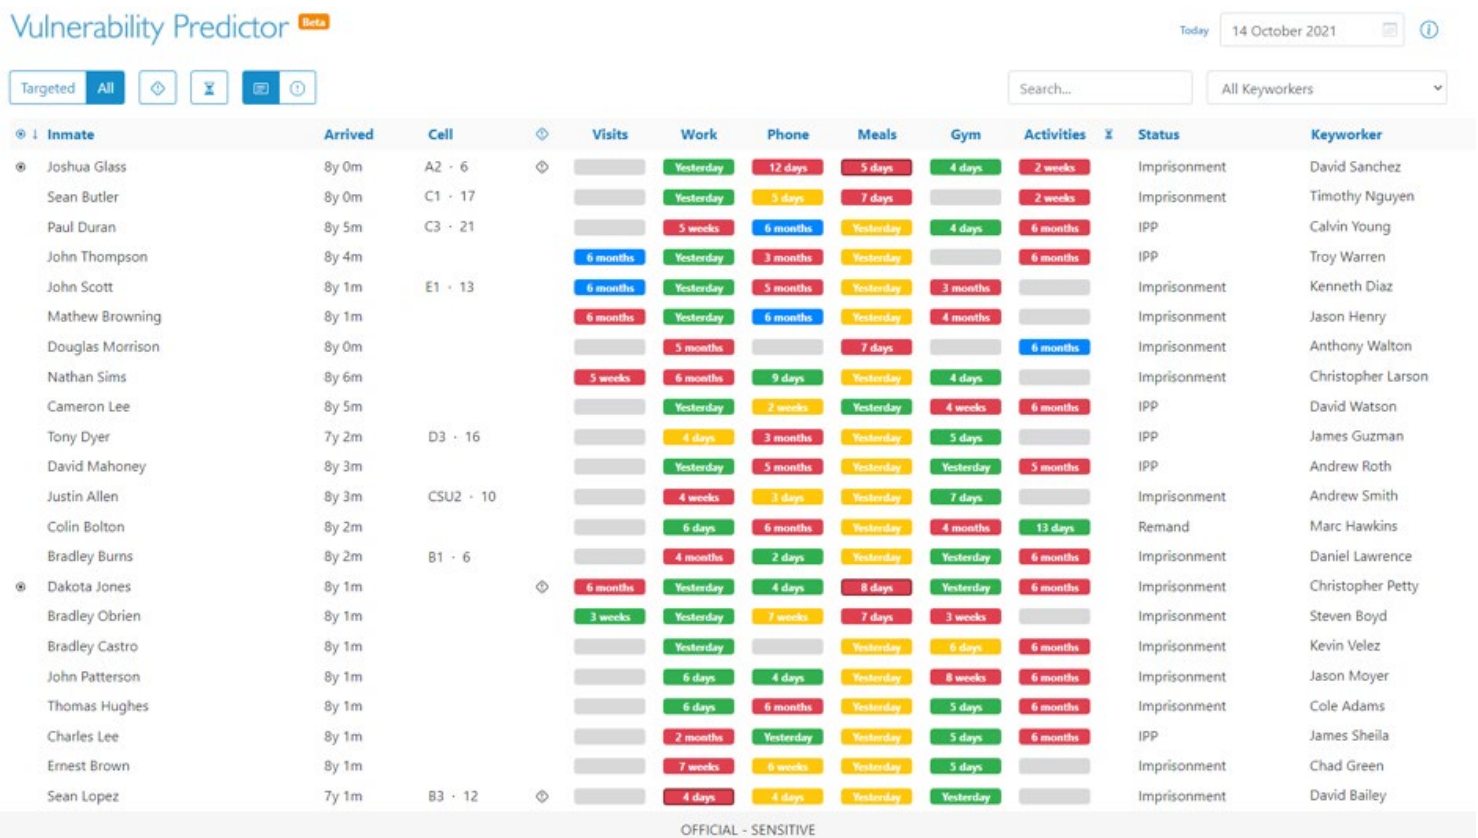 Vulnerability Predictor Beta
Today 14 October 2021
Targeted All Search... All Keyworkers
Inmate Arrived Cell Visits Work Phone Meals Gym Activities Status Keyworker
Joshua Glass 8y 0m A2 · 6 Yesterday 12 days 5 days 4 days 2 weeks Imprisonment David Sanchez
Sean Butler 8y 0m C1 · 17 Yesterday 5 days 7 days 2 weeks Imprisonment Timothy Nguyen
Paul Duran 8y 5m C3 · 21 5 weeks 6 months Yesterday 4 days 6 months IPP Calvin Young
John Thompson 8y 4m 6 months Yesterday 3 months Yesterday 6 months IPP Troy Warren
John Scott 8y 1m E1 · 13 6 months Yesterday 5 months Yesterday 3 months Imprisonment Kenneth Diaz
Mathew Browning 8y 1m 6 months Yesterday 6 months Yesterday 4 months Imprisonment Jason Henry
Douglas Morrison 8y 0m 5 months 7 days 6 months Imprisonment Anthony Walton
Nathan Sims 8y 6m 5 weeks 6 months 9 days Yesterday 4 days Imprisonment Christopher Larson
Cameron Lee 8y 5m Yesterday 2 weeks Yesterday 4 weeks 6 months IPP David Watson
Tony Dyer 7y 2m D3 · 16 4 days 3 months Yesterday 5 days IPP James Guzman
David Mahoney 8y 3m Yesterday 5 months Yesterday Yesterday 5 months IPP Andrew Roth
Justin Allen 8y 3m CSU2 · 10 4 weeks 3 days Yesterday 7 days Imprisonment Andrew Smith
Colin Bolton 8y 2m 6 days 6 months Yesterday 4 months 13 days Remand Marc Hawkins
Bradley Burns 8y 2m B1 · 6 4 months 2 days Yesterday Yesterday 6 months Imprisonment Daniel Lawrence
Dakota Jones 8y 1m 6 months Yesterday 4 days 8 days Yesterday 6 months Imprisonment Christopher Petty
Bradley Obrien 8y 1m 3 weeks Yesterday 7 weeks 7 days 3 weeks Imprisonment Steven Boyd
Bradley Castro 8y 1m Yesterday Yesterday 6 days 6 months Imprisonment Kevin Velez
John Patterson 8y 1m 6 days 4 days Yesterday 8 weeks 6 months Imprisonment Jason Moyer
Thomas Hughes 8y 1m 6 days 6 months Yesterday 5 days 6 months Imprisonment Cole Adams
Charles Lee 8y 1m 2 months Yesterday Yesterday 5 days 6 months IPP James Sheila
Ernest Brown 8y 1m 7 weeks 6 weeks Yesterday 5 days Imprisonment Chad Green
Sean Lopez 7y 1m B3 · 12 4 days 4 days Yesterday Yesterday Imprisonment David Bailey
OFFICIAL - SENSITIVE